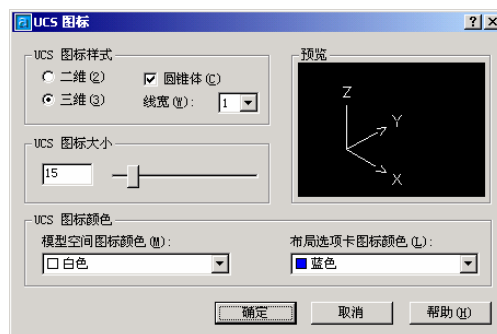 UCS 图标
UCS 图标样式
二维(2)
三维(3)
圆锥体(C)
线宽(W):
1
预览
Z
Y
X
UCS 图标大小
15
UCS 图标颜色
模型空间图标颜色(M):
白色
布局选项卡图标颜色(L):
蓝色
确定
取消
帮助(H)